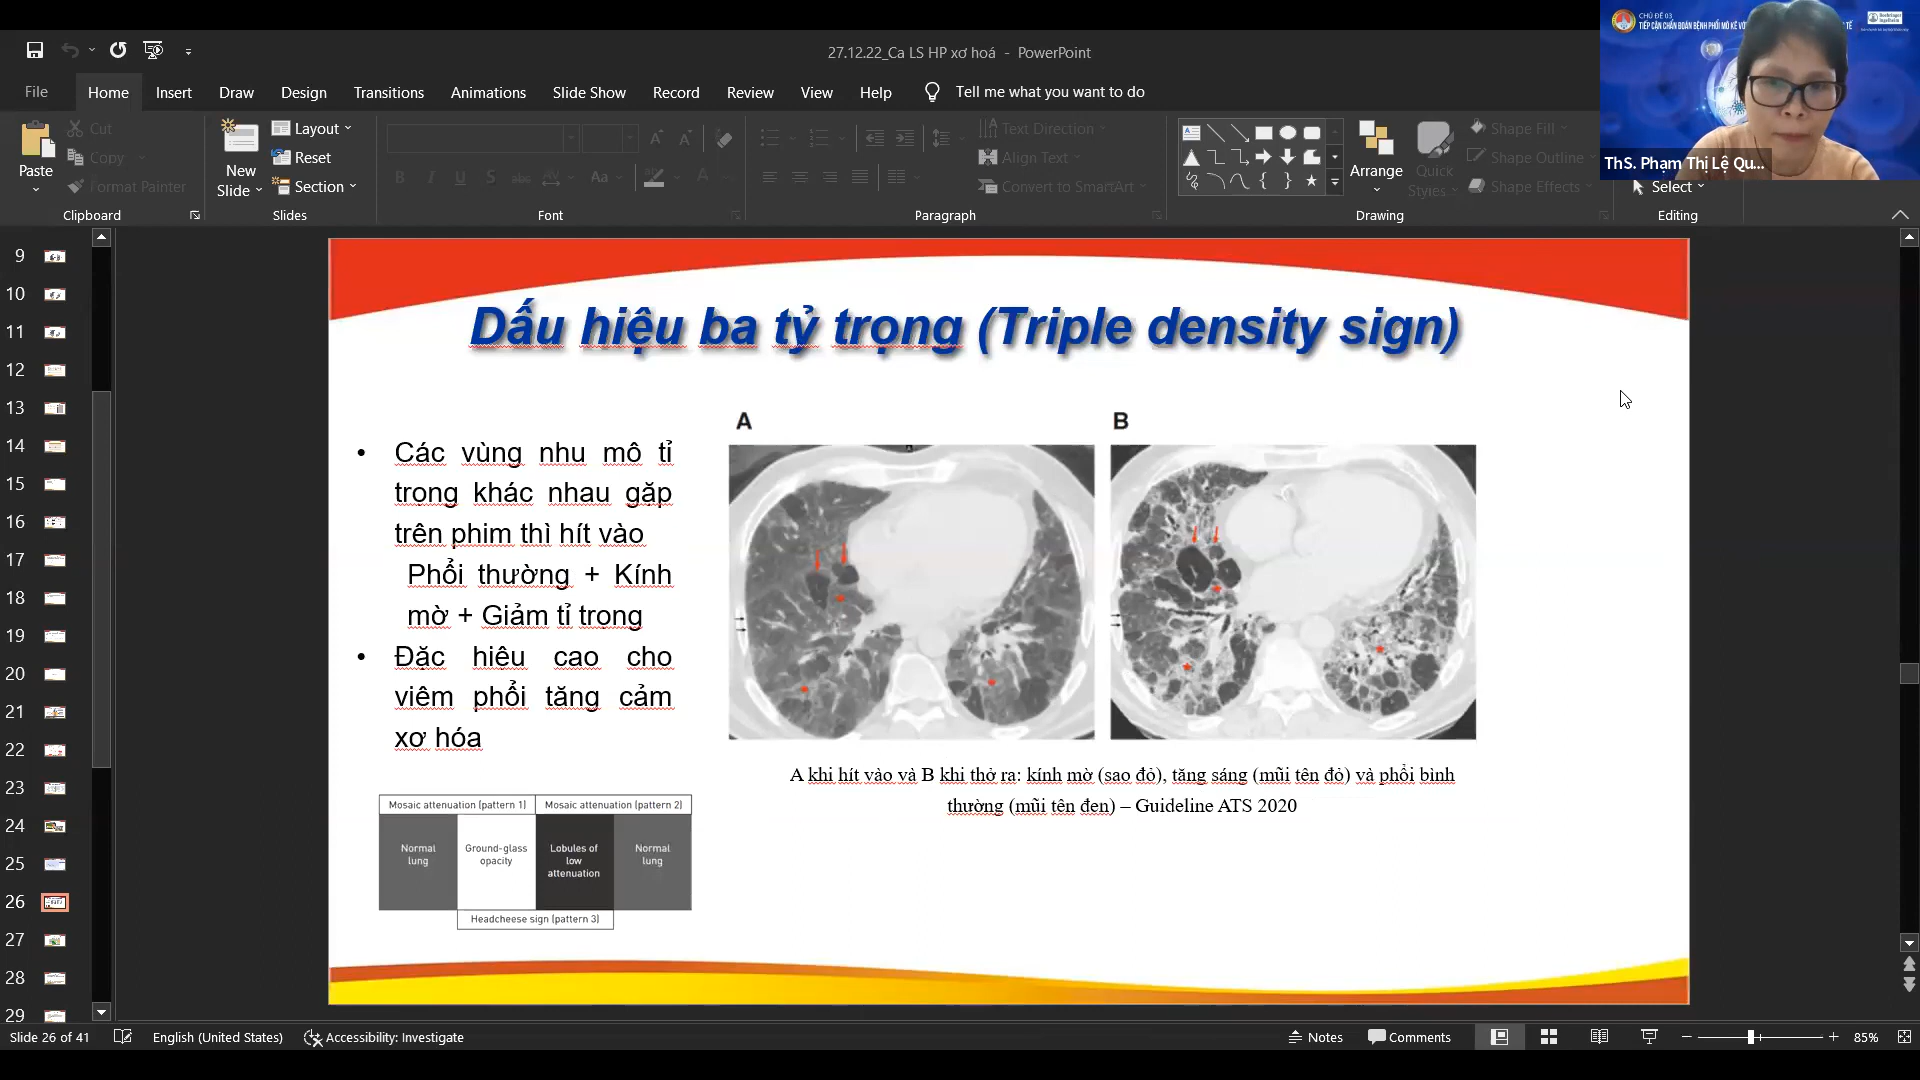 CHỦ ĐỀ 03
27.12.22_Ca LS HP xơ hoá - PowerPoint
File Home Insert Draw Design Transitions Animations Slide Show Record Review View Help Tell me what you want to do
Paste
Cut
Copy
Format Painter
Clipboard
New Slide
Layout
Reset
Section
Slides
Font
Text Direction
Align Text
Convert to SmartArt
Paragraph
Arrange
Quick Styles
Shape Fill
Shape Outline
Shape Effects
Drawing
Select
Editing
ThS. Phạm Thị Lệ Qu...
9
10
11
12
13
14
15
16
17
18
19
20
21
22
23
24
25
26
27
28
29
Dấu hiệu ba tỷ trọng (Triple density sign)
• Các vùng nhu mô tỉ
trọng khác nhau gặp
trên phim thì hít vào
Phổi thường + Kính
mờ + Giảm tỉ trọng
• Đặc hiệu cao cho
viêm phổi tăng cảm
xơ hóa
A
B
A khi hít vào và B khi thở ra: kính mờ (sao đỏ), tăng sáng (mũi tên đỏ) và phổi bình
thường (mũi tên đen) – Guideline ATS 2020
Mosaic attenuation (pattern 1) Mosaic attenuation (pattern 2)
Normal lung
Ground-glass opacity
Lobules of low attenuation
Normal lung
Headcheese sign (pattern 3)
Slide 26 of 41 English (United States) Accessibility: Investigate Notes Comments 85%